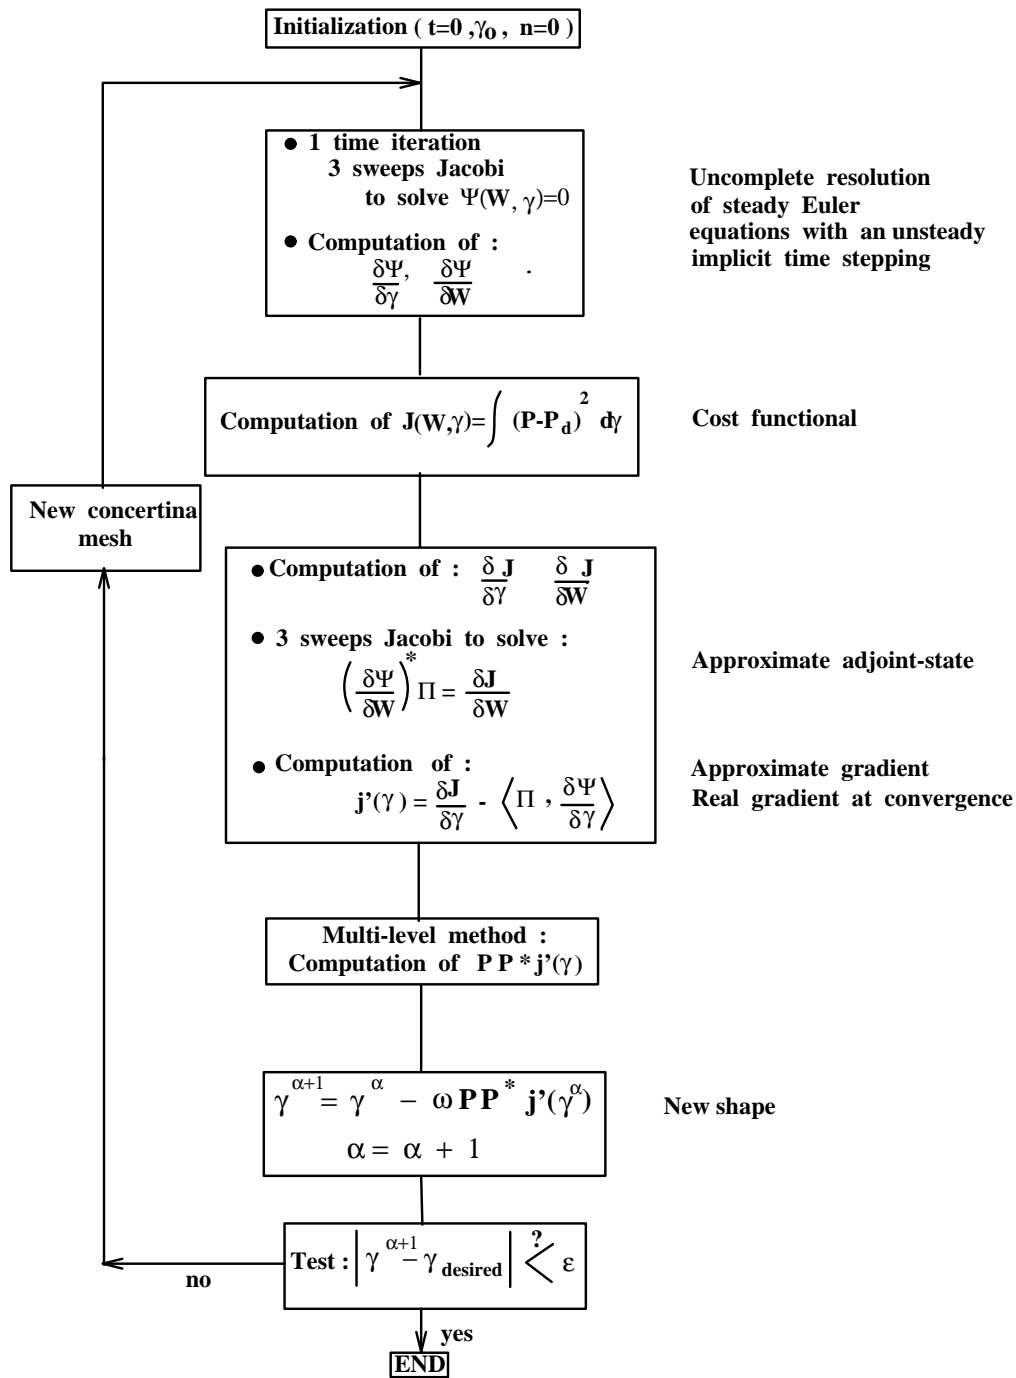 Initialization ( t=0 ,γo , n=0 )
● 1 time iteration
3 sweeps Jacobi
to solve Ψ(W, γ)=0
● Computation of :
δΨ/δγ, δΨ/δW .
Uncomplete resolution
of steady Euler
equations with an unsteady
implicit time stepping
Computation of J(W,γ)=∫ (P-Pd)² dγ
Cost functional
New concertina
mesh
● Computation of : δJ/δγ δJ/δW
● 3 sweeps Jacobi to solve :
(δΨ/δW)* Π = δJ/δW
Approximate adjoint-state
● Computation of :
j’(γ) = δJ/δγ - ⟨Π , δΨ/δγ⟩
Approximate gradient
Real gradient at convergence
Multi-level method :
Computation of P P * j’(γ)
γ^α+1 = γ^α − ω P P* j’(γ^α)
α = α + 1
New shape
Test : | γ^α+1 − γ desired | <? ε
no
yes
END